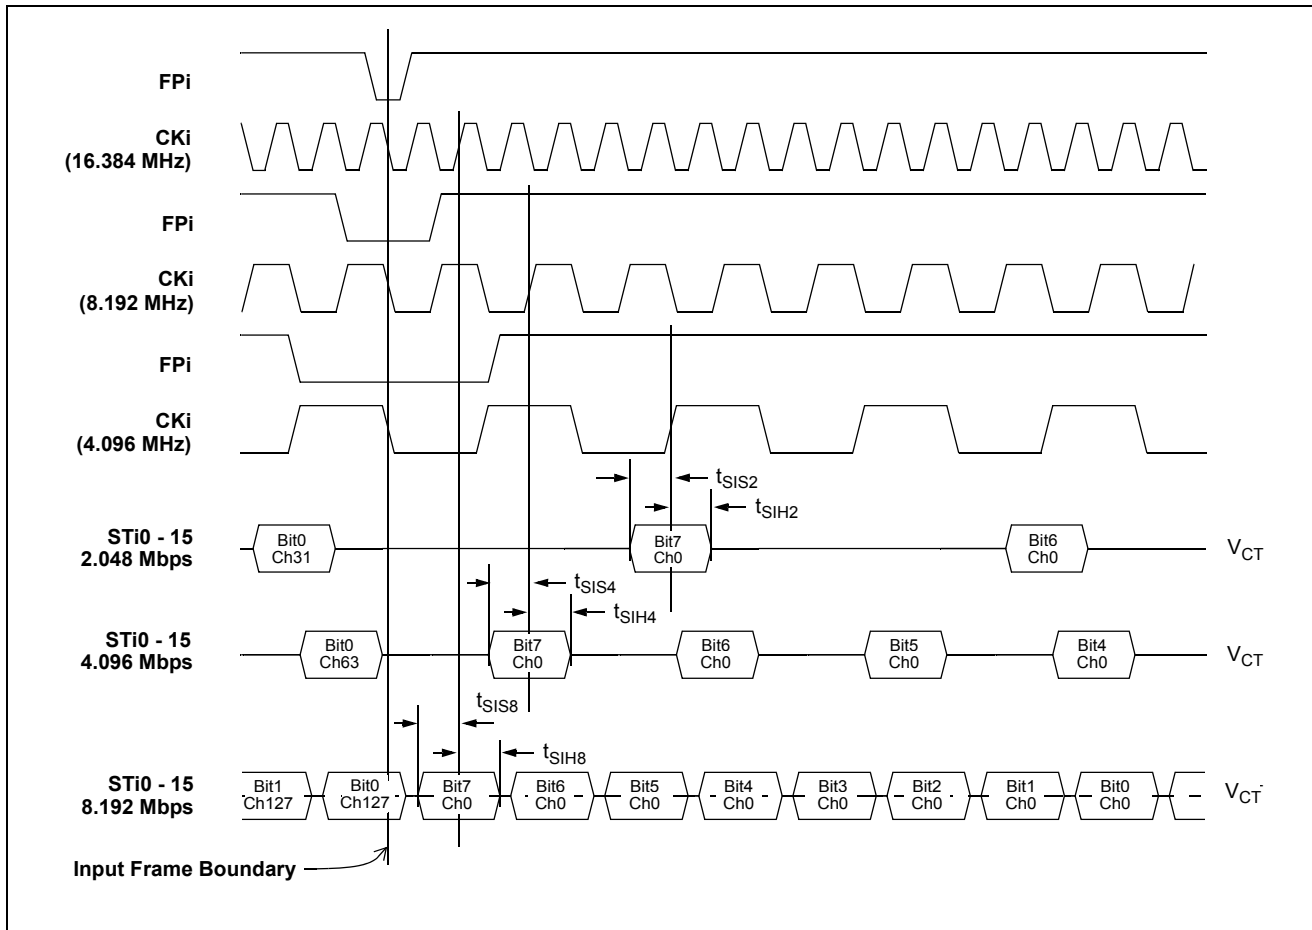 FPi
CKi
(16.384 MHz)
FPi
CKi
(8.192 MHz)
FPi
CKi
(4.096 MHz)
tSIS2
tSIH2
STi0 - 15
2.048 Mbps
Bit0
Ch31
Bit7
Ch0
Bit6
Ch0
VCT
tSIS4
tSIH4
STi0 - 15
4.096 Mbps
Bit0
Ch63
Bit7
Ch0
Bit6
Ch0
Bit5
Ch0
Bit4
Ch0
VCT
tSIS8
tSIH8
STi0 - 15
8.192 Mbps
Bit1
Ch127
Bit0
Ch127
Bit7
Ch0
Bit6
Ch0
Bit5
Ch0
Bit4
Ch0
Bit3
Ch0
Bit2
Ch0
Bit1
Ch0
Bit0
Ch0
VCT
Input Frame Boundary